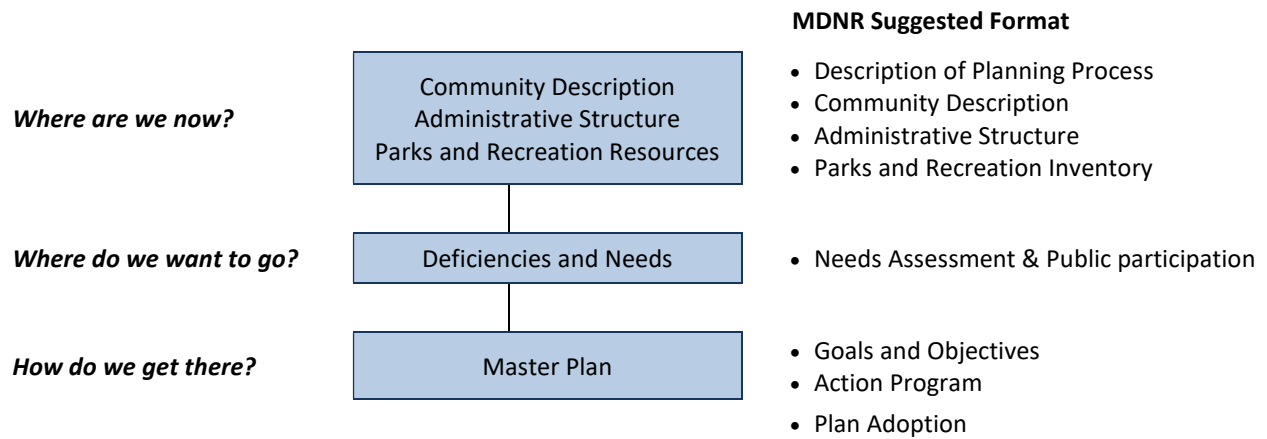 MDNR Suggested Format
Where are we now?
Community Description
Administrative Structure
Parks and Recreation Resources
• Description of Planning Process
• Community Description
• Administrative Structure
• Parks and Recreation Inventory
Where do we want to go?
Deficiencies and Needs
• Needs Assessment & Public participation
How do we get there?
Master Plan
• Goals and Objectives
• Action Program
• Plan Adoption